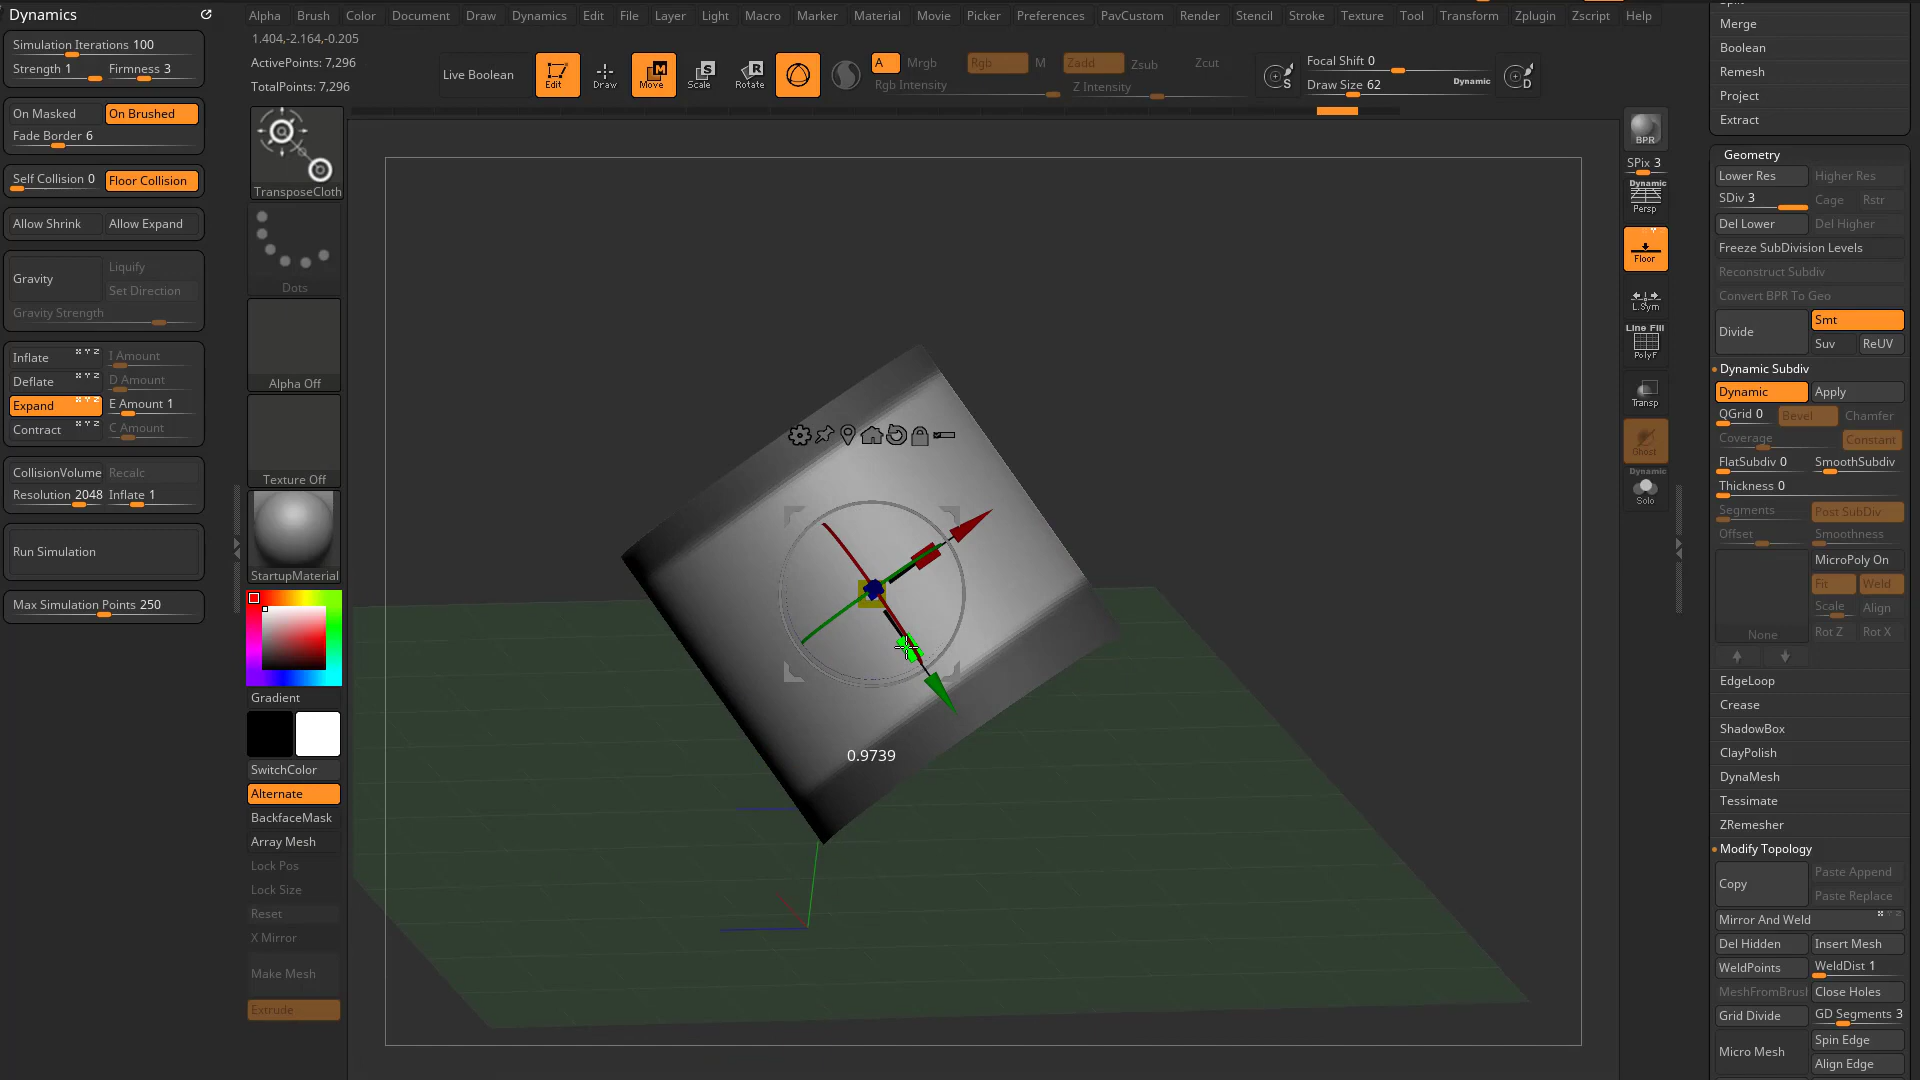 Dynamics
Alpha Brush Color Document Draw Dynamics Edit File Layer Light Macro Marker Material Movie Picker Preferences PavCustom Render Stencil Stroke Texture Tool Transform Zplugin Zscript Help
1.404,-2.164,-0.205
ActivePoints: 7,296
TotalPoints: 7,296
Live Boolean
Edit
Draw
Move
Scale
Rotate
A Mrgb
Rgb M
Zadd Zsub Zcut
Rgb Intensity
Z Intensity
S
Focal Shift 0
Draw Size 62
Dynamic
D
Simulation Iterations 100
Strength 1 Firmness 3
On Masked On Brushed
Fade Border 6
Self Collision 0 Floor Collision
Allow Shrink Allow Expand
Gravity
Liquify
Set Direction
Gravity Strength
Inflate I Amount
Deflate D Amount
Expand E Amount 1
Contract C Amount
CollisionVolume Recalc
Resolution 2048 Inflate 1
Run Simulation
Max Simulation Points 250
TransposeCloth
Dots
Alpha Off
Texture Off
StartupMaterial
Gradient
SwitchColor
Alternate
BackfaceMask
Array Mesh
Lock Pos
Lock Size
Reset
X Mirror
Make Mesh
Extrude
0.9739
BPR
SPix 3
Dynamic
Persp
Floor
L.Sym
Line Fill
PolyF
Transp
Ghost
Dynamic
Solo
Merge
Boolean
Remesh
Project
Extract
Geometry
Lower Res Higher Res
SDiv 3 Cage Rstr
Del Lower Del Higher
Freeze SubDivision Levels
Reconstruct Subdiv
Convert BPR To Geo
Divide
Smt
Suv ReUV
Dynamic Subdiv
Dynamic Apply
QGrid 0 Bevel Chamfer
Coverage Constant
FlatSubdiv 0 SmoothSubdiv
Thickness 0
Segments Post SubDiv
Offset Smoothness
MicroPoly On
Fit Weld
Scale Align
None Rot Z Rot X
EdgeLoop
Crease
ShadowBox
ClayPolish
DynaMesh
Tessimate
ZRemesher
Modify Topology
Copy
Paste Append
Paste Replace
Mirror And Weld
Del Hidden Insert Mesh
WeldPoints WeldDist 1
MeshFromBrush Close Holes
Grid Divide GD Segments 3
Micro Mesh
Spin Edge
Align Edge